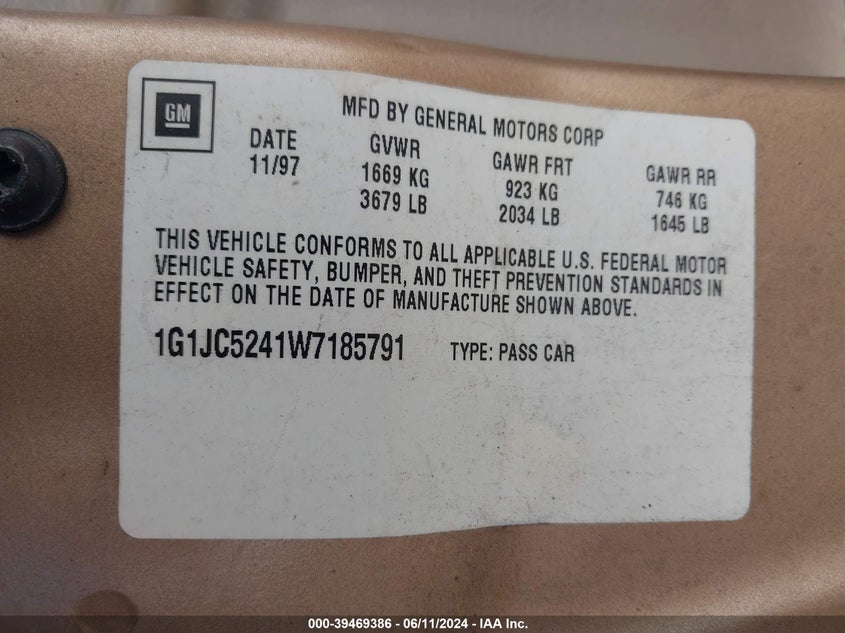 GM
MFD BY GENERAL MOTORS CORP
DATE GVWR GAWR FRT GAWR RR
11/97 1669 KG 923 KG 746 KG
3679 LB 2034 LB 1645 LB
THIS VEHICLE CONFORMS TO ALL APPLICABLE U.S. FEDERAL MOTOR
VEHICLE SAFETY, BUMPER, AND THEFT PREVENTION STANDARDS IN
EFFECT ON THE DATE OF MANUFACTURE SHOWN ABOVE.
1G1JC5241W7185791 TYPE: PASS CAR
000-39469386 - 06/11/2024 - IAA Inc.